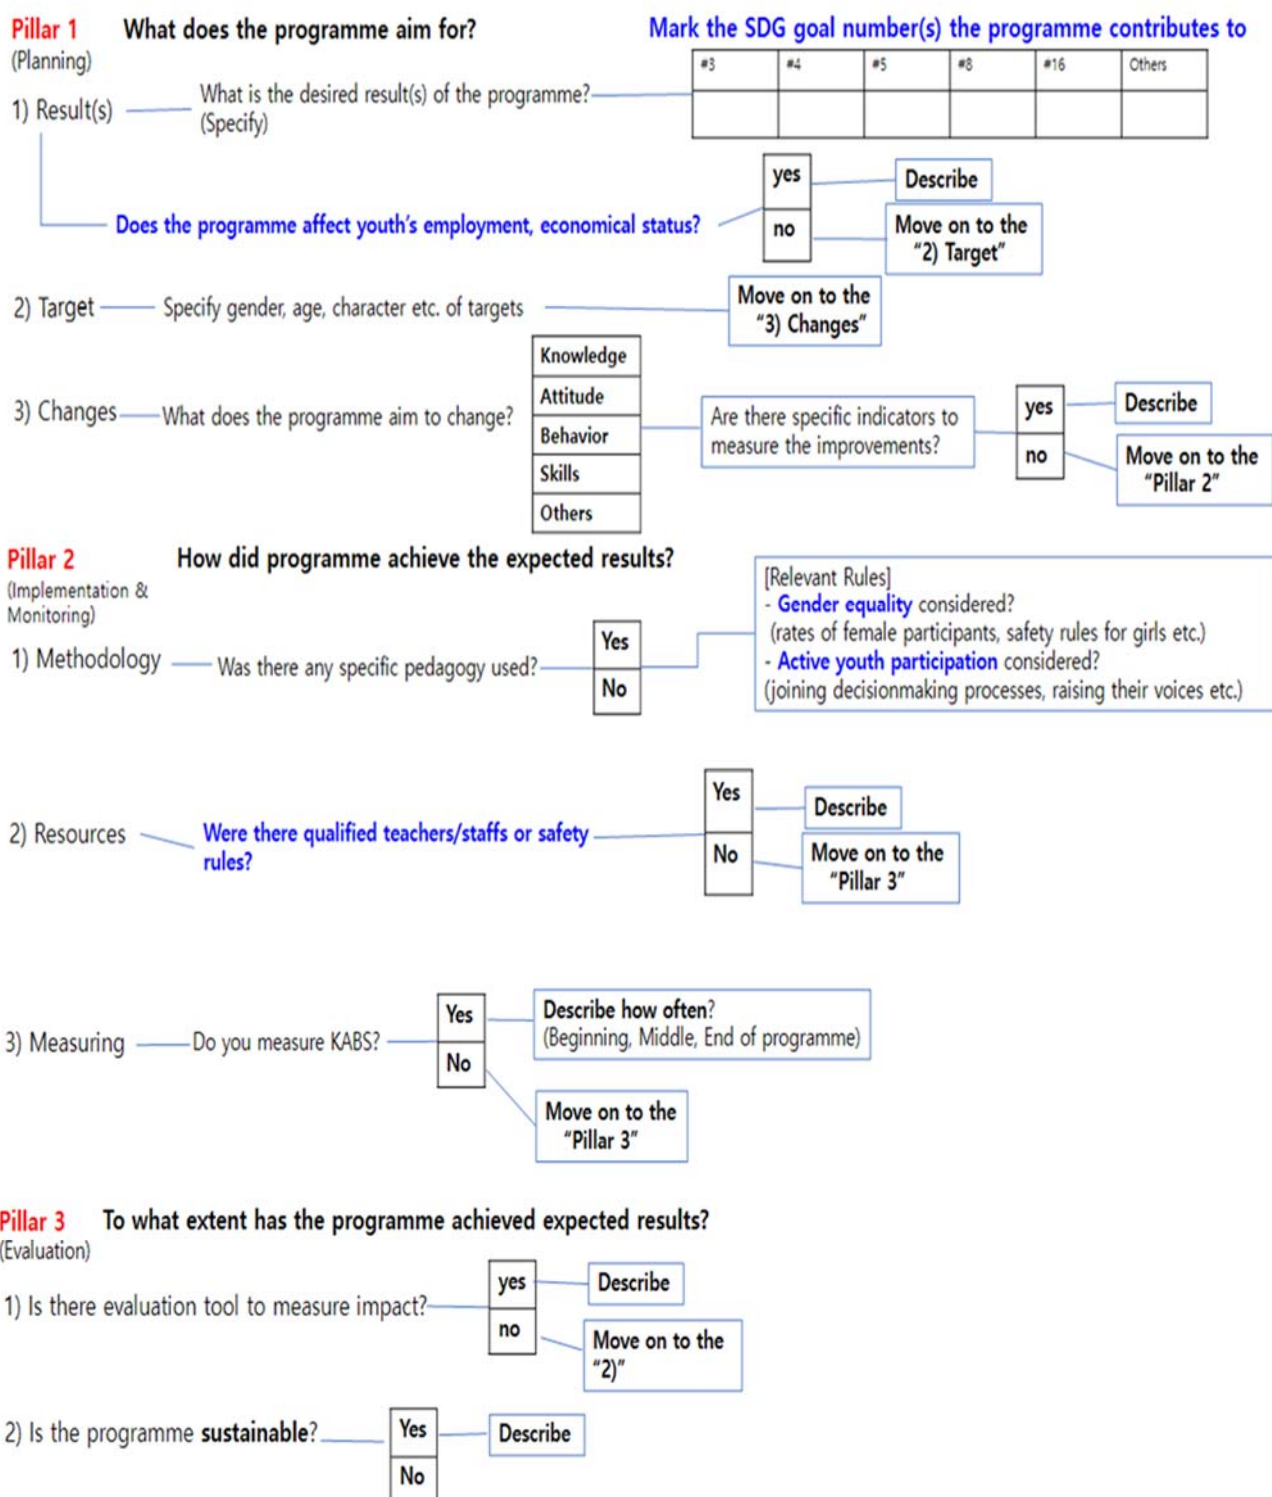 Pillar 1 What does the programme aim for? Mark the SDG goal number(s) the programme contributes to
(Planning)
#3 #4 #5 #8 #16 Others
1) Result(s) What is the desired result(s) of the programme?
(Specify)
yes Describe
Does the programme affect youth's employment, economical status?
no Move on to the
"2) Target"
2) Target Specify gender, age, character etc. of targets Move on to the
"3) Changes"
Knowledge
Attitude
3) Changes What does the programme aim to change?
Behavior
Skills
Others
Are there specific indicators to
measure the improvements?
yes Describe
no Move on to the
"Pillar 2"
Pillar 2 How did programme achieve the expected results?
(Implementation &
Monitoring)
1) Methodology Was there any specific pedagogy used?
Yes
No
[Relevant Rules]
- Gender equality considered?
(rates of female participants, safety rules for girls etc.)
- Active youth participation considered?
(joining decisionmaking processes, raising their voices etc.)
2) Resources Were there qualified teachers/staffs or safety
rules?
Yes Describe
No Move on to the
"Pillar 3"
3) Measuring Do you measure KABS?
Yes Describe how often?
(Beginning, Middle, End of programme)
No
Move on to the
"Pillar 3"
Pillar 3 To what extent has the programme achieved expected results?
(Evaluation)
1) Is there evaluation tool to measure impact?
yes Describe
no Move on to the
"2)"
2) Is the programme sustainable? Yes Describe
No